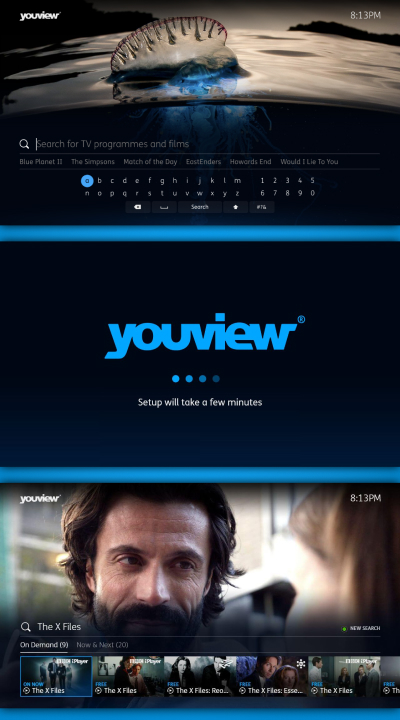 youview
8:13PM
Search for TV programmes and films
Blue Planet II The Simpsons Match of the Day EastEnders Howards End Would I Lie To You
a b c d e f g h i j k l m 1 2 3 4 5
n o p q r s t u v w x y z 6 7 8 9 0
Search #?&
youview®
Setup will take a few minutes
youview
8:13PM
The X Files
NEW SEARCH
On Demand (9) Now & Next (20)
iPlayer iPlayer iPlayer
ON NOW FREE FREE FREE FREE
The X Files The X Files The X Files: Reo... The X Files: Esse... The X Files The X